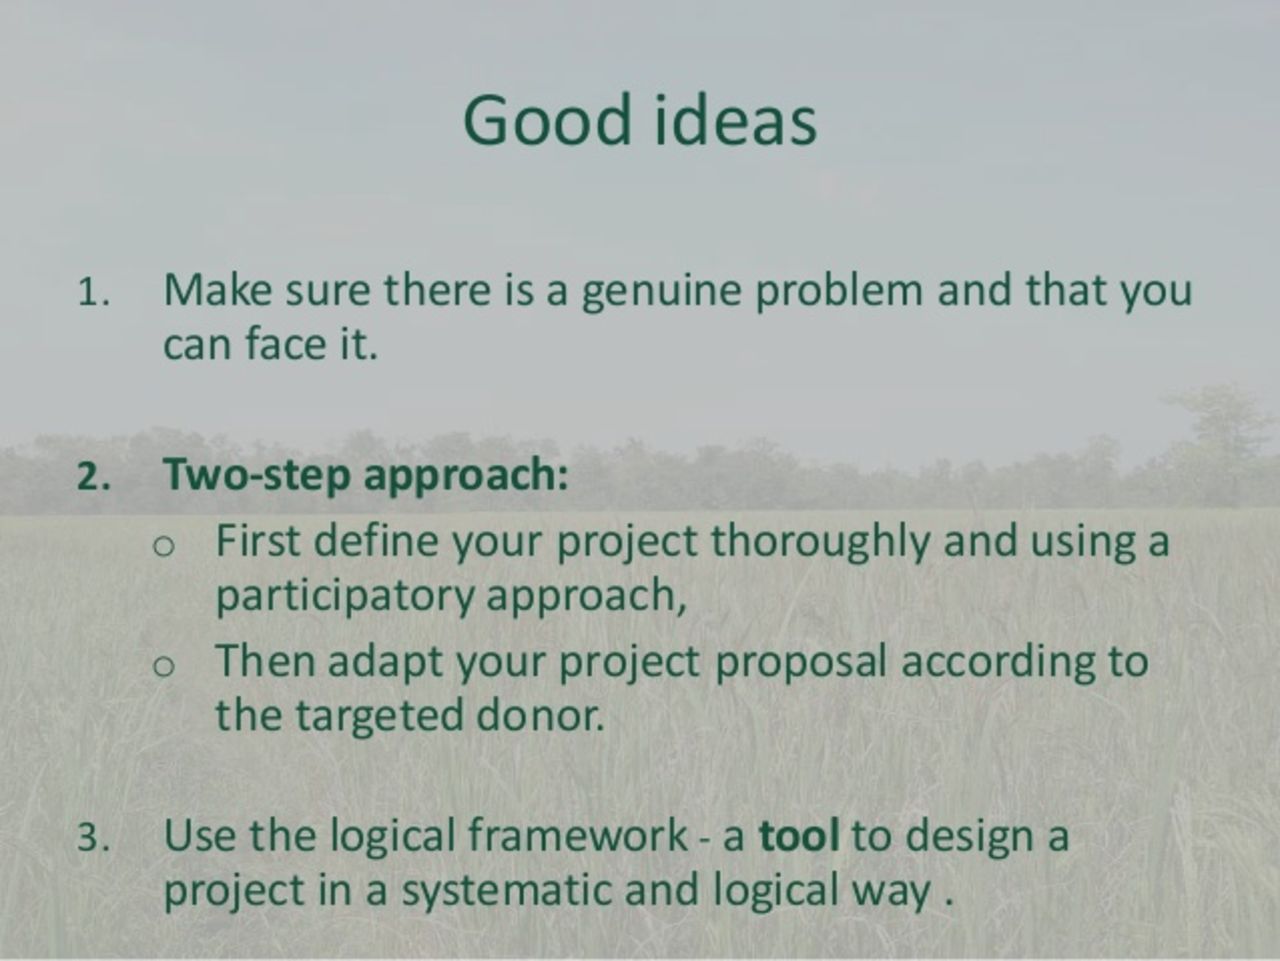 Good ideas
1. Make sure there is a genuine problem and that you
can face it.
2. Two-step approach:
o First define your project thoroughly and using a
participatory approach,
o Then adapt your project proposal according to
the targeted donor.
3. Use the logical framework - a tool to design a
project in a systematic and logical way .